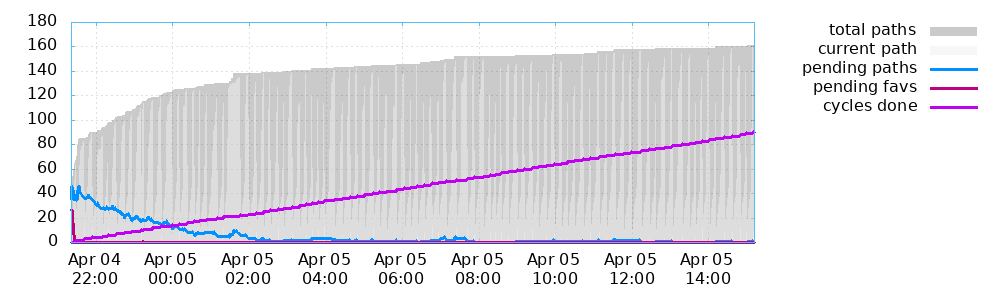 180
160
140
120
100
80
60
40
20
0
Apr 04 Apr 05 Apr 05 Apr 05 Apr 05 Apr 05 Apr 05 Apr 05 Apr 05
22:00 00:00 02:00 04:00 06:00 08:00 10:00 12:00 14:00
total paths
current path
pending paths
pending favs
cycles done